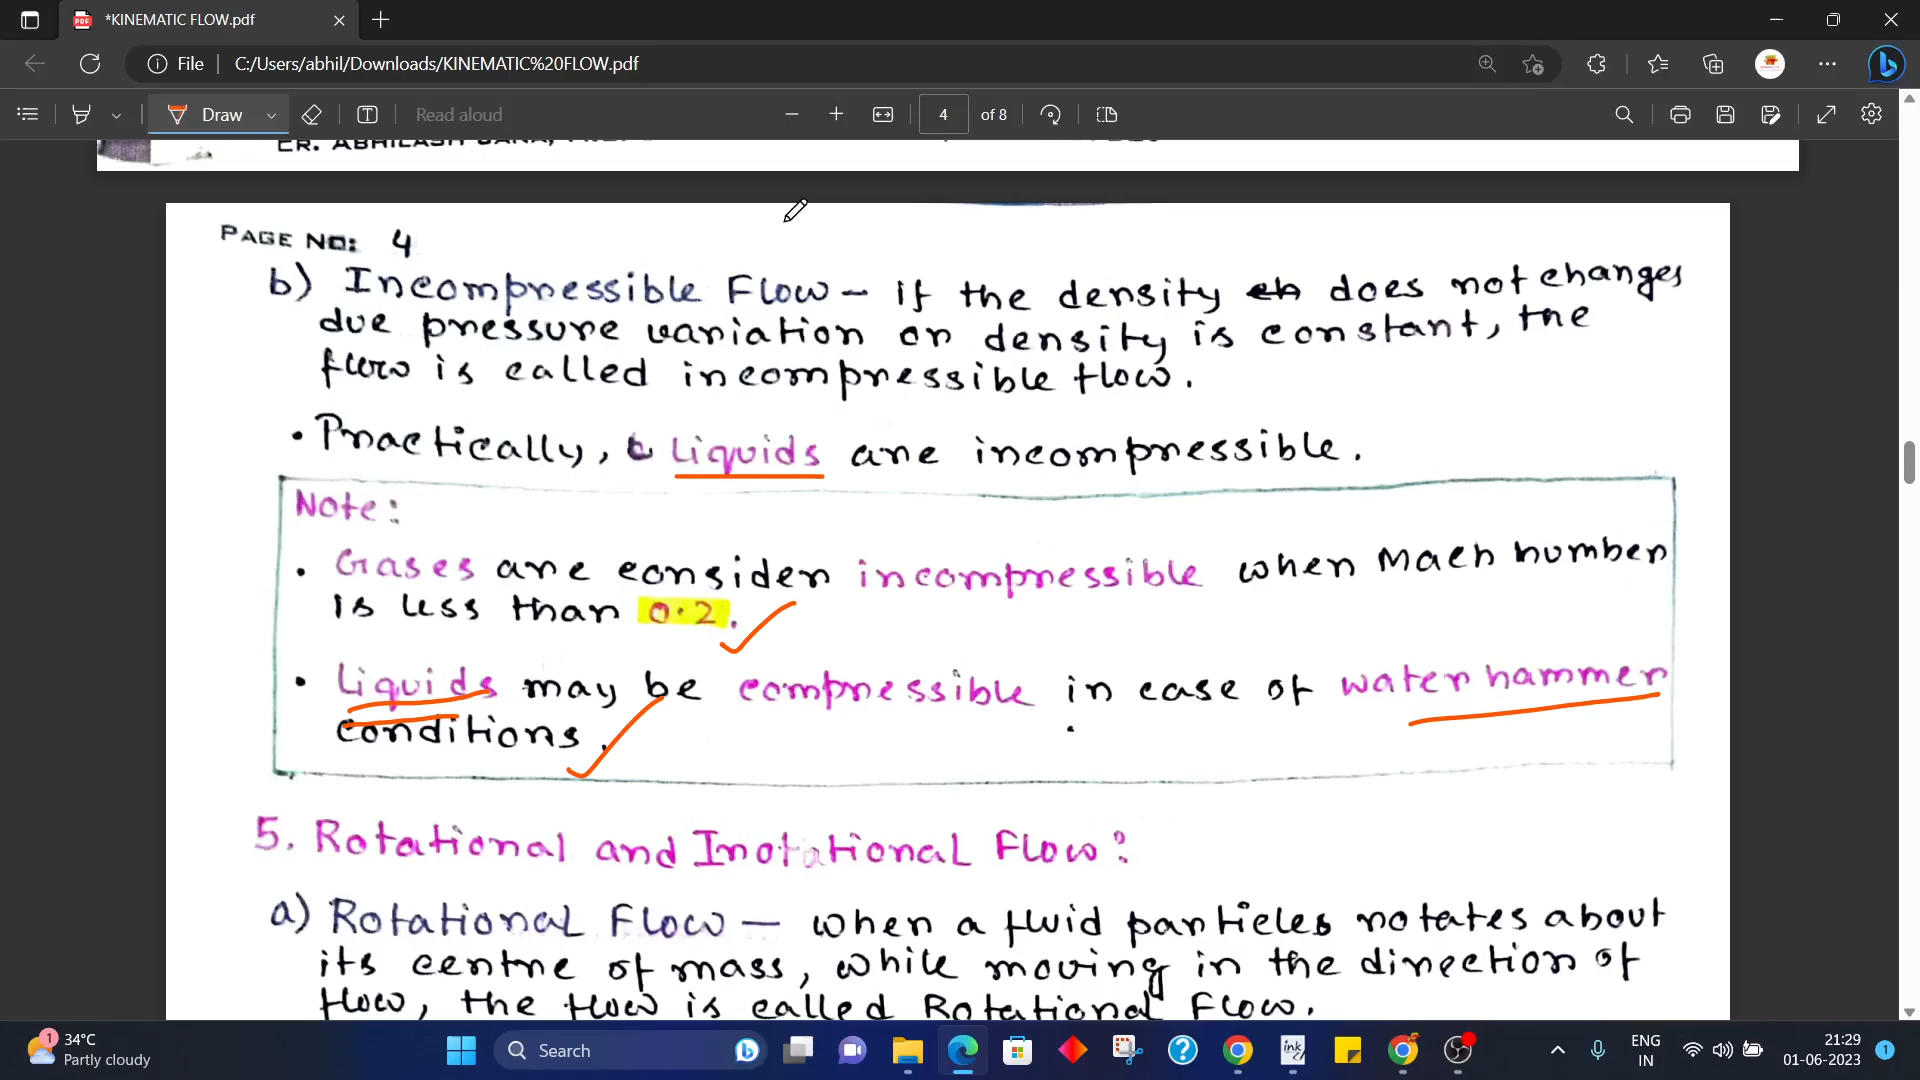 *KINEMATIC FLOW.pdf
File C:/Users/abhil/Downloads/KINEMATIC%20FLOW.pdf
Draw Read aloud 4 of 8
PAGE NO: 4
b) Incompressible Flow - if the density does not changes
due pressure variation or density is constant, the
flow is called incompressible flow.
• Practically, Liquids are incompressible.
Note:
• Gases are consider incompressible when Mach number
is less than 0.2.
• Liquids may be compressible in case of water hammer
conditions.
5. Rotational and Irrotational Flow:
a) Rotational Flow - when a fluid particles rotates about
its centre of mass, while moving in the direction of
flow, the flow is called Rotational Flow.
1 34°C
Partly cloudy
Search
ink
ENG
IN
21:29
01-06-2023
1